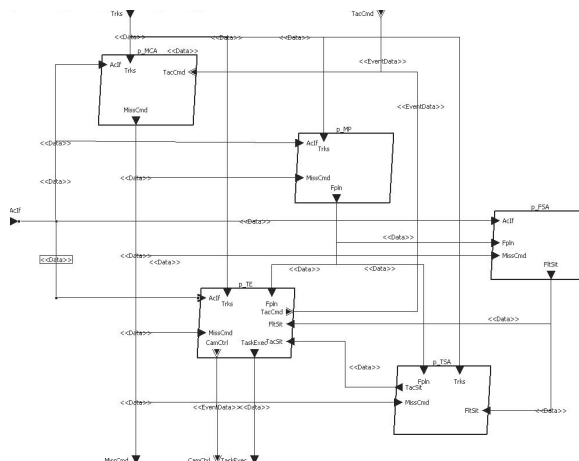 Trks
TacCmd
<<Data>>
<<Data>>
<<Data>>
p_MCA
<<Data>>
<<EventData>>
AcIf
Trks
TacCmd
<<EventData>>
MissCmd
p_MP
<<Data>>
<<Data>>
AcIf
Trks
<<Data>>
<<Data>>
MissCmd
Fpln
p_FSA
AcIf
<<Data>>
AcIf
<<Data>>
Fpln
<<Data>>
MissCmd
<<Data>>
<<Data>>
<<Data>>
<<Data>>
FltSit
p_TE
AcIf
Trks
Fpln
TacCmd
FltSit
<<Data>>
<<Data>>
MissCmd
CamCtrl
TaskExec
TacSit
<<Data>>
p_TSA
Fpln
Trks
TacSit
<<Data>>
<<EventData>>
<<Data>>
MissCmd
FltSit
<<Data>>
MissCmd
CamCtrl
TaskExec